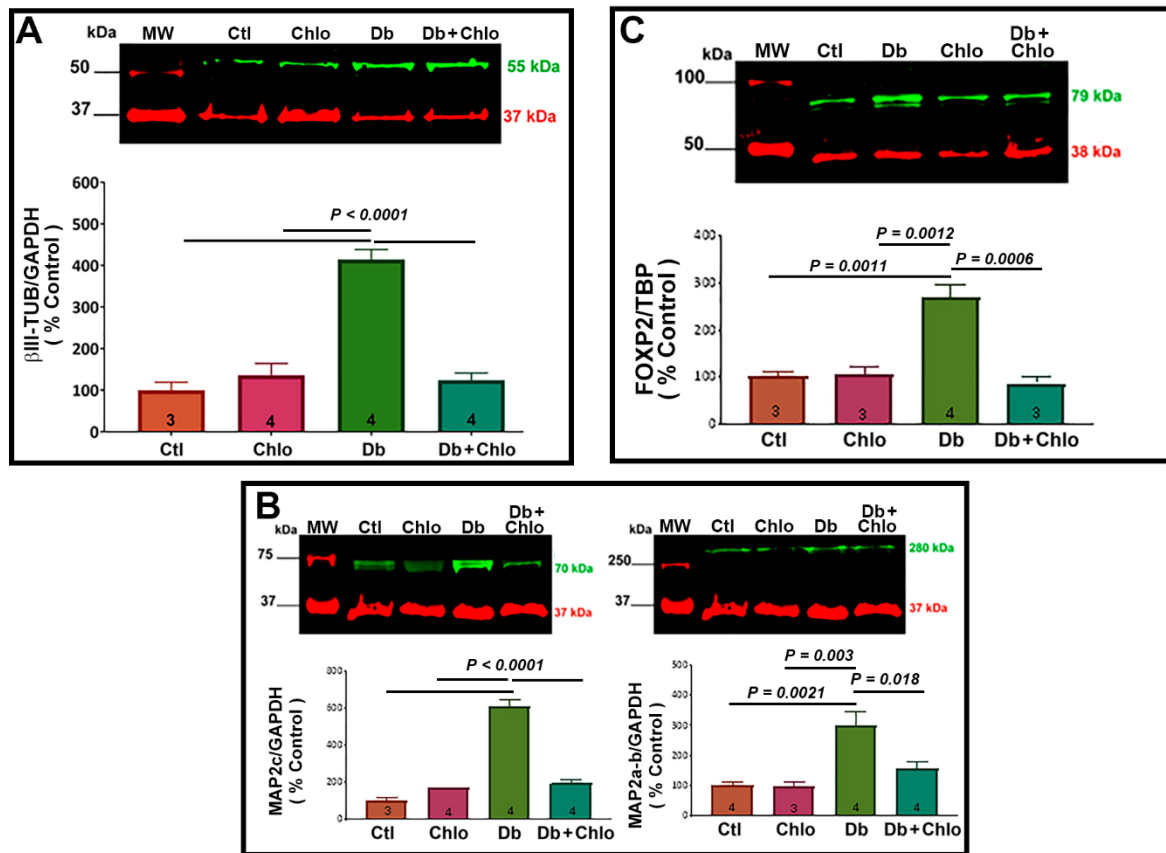 A
kDa MW Ctl Chlo Db Db+Chlo
50
55 kDa
37
37 kDa
600
500
400
300
200
100
0
βIII-TUB/GAPDH
( % Control )
P < 0.0001
3 4 4 4
Ctl Chlo Db Db+Chlo
C
kDa MW Ctl Db Chlo Db +
Chlo
100
79 kDa
50
38 kDa
400
300
200
100
0
FOXP2/TBP
( % Control )
P = 0.0012
P = 0.0011
P = 0.0006
3 3 4 3
Ctl Chlo Db Db+Chlo
B
kDa MW Ctl Chlo Db Db +
Chlo
75
70 kDa
37
37 kDa
800
600
400
200
0
MAP2c/GAPDH
( % Control )
P < 0.0001
3 4 4 4
Ctl Chlo Db Db+Chlo
kDa MW Ctl Chlo Db Db +
Chlo
250
280 kDa
37
37 kDa
500
400
300
200
100
0
MAP2a-b/GAPDH
( % Control )
P = 0.003
P = 0.0021
P = 0.018
4 3 4 4
Ctl Chlo Db Db+Chlo